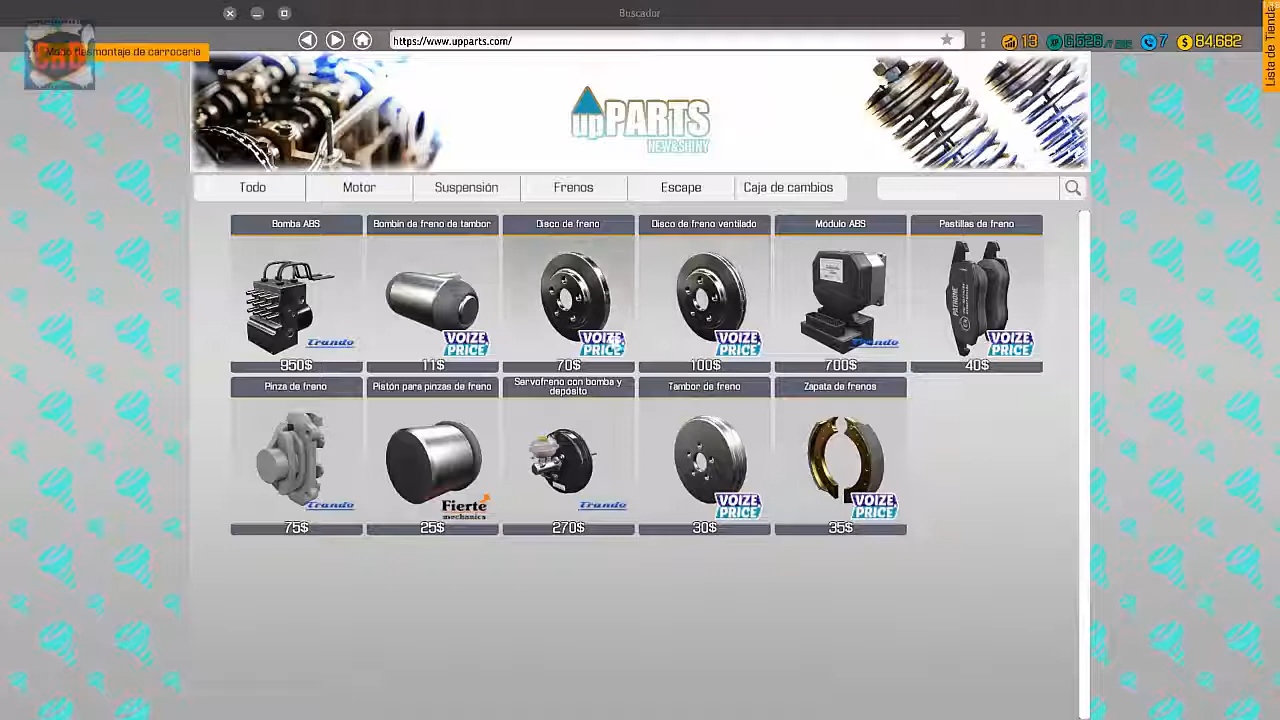 Buscador
https://www.upparts.com/
13
7
84,682
Modo desmontaje de carrocería
Lista de Tienda
upPARTS
NEW&SHINY
Todo
Motor
Suspensión
Frenos
Escape
Caja de cambios
Bomba ABS
Bombín de freno de tambor
Disco de freno
Disco de freno ventilado
Módulo ABS
Pastillas de freno
Trando
VOIZE PRICE
VOIZE PRICE
VOIZE PRICE
Trando
VOIZE PRICE
950$
11$
70$
100$
700$
40$
Pinza de freno
Pistón para pinzas de freno
Servofreno con bomba y
depósito
Tambor de freno
Zapata de frenos
Trando
Fierte mechanica
Trando
VOIZE PRICE
VOIZE PRICE
75$
25$
270$
30$
35$